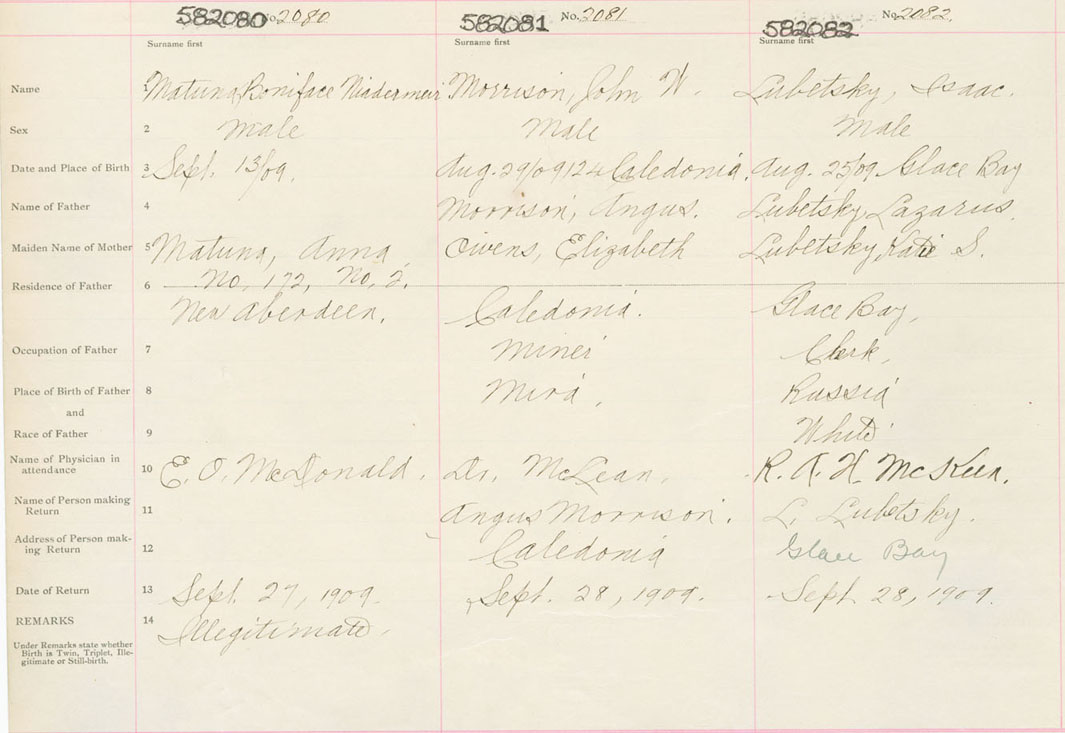 582080 No. 2080 582081 No. 2081 582082 No. 2082.
Surname first Surname first Surname first
Name 1 Matuna, Boniface Niadermeir Morrison, John W. Lubetsky, Isaac.
Sex 2 Male Male Male
Date and Place of Birth 3 Sept. 13/09. Aug. 29/09 124 Caledonia. Aug. 25/09 Glace Bay
Name of Father 4 Morrison, Angus. Lubetsky, Lazarus.
Maiden Name of Mother 5 Matuna, Anna Owens, Elizabeth Lubetsky, Katie S.
Residence of Father 6 No. 172, No. 2.
New Aberdeen. Caledonia. Glace Bay,
Occupation of Father 7 Miner Clerk,
Place of Birth of Father 8 Mira, Russia
and
Race of Father 9 White
Name of Physician in
attendance 10 E. O. McDonald. Dr. McLean. R. A. H. McKeen.
Name of Person making
Return 11 Angus Morrison. L. Lubetsky.
Address of Person mak-
ing Return 12 Caledonia Glace Bay
Date of Return 13 Sept. 27, 1909. Sept. 28, 1909. Sept. 28, 1909.
REMARKS 14 Illegitimate.
Under Remarks state whether
Birth is Twin, Triplet, Ille-
gitimate or Still-birth.